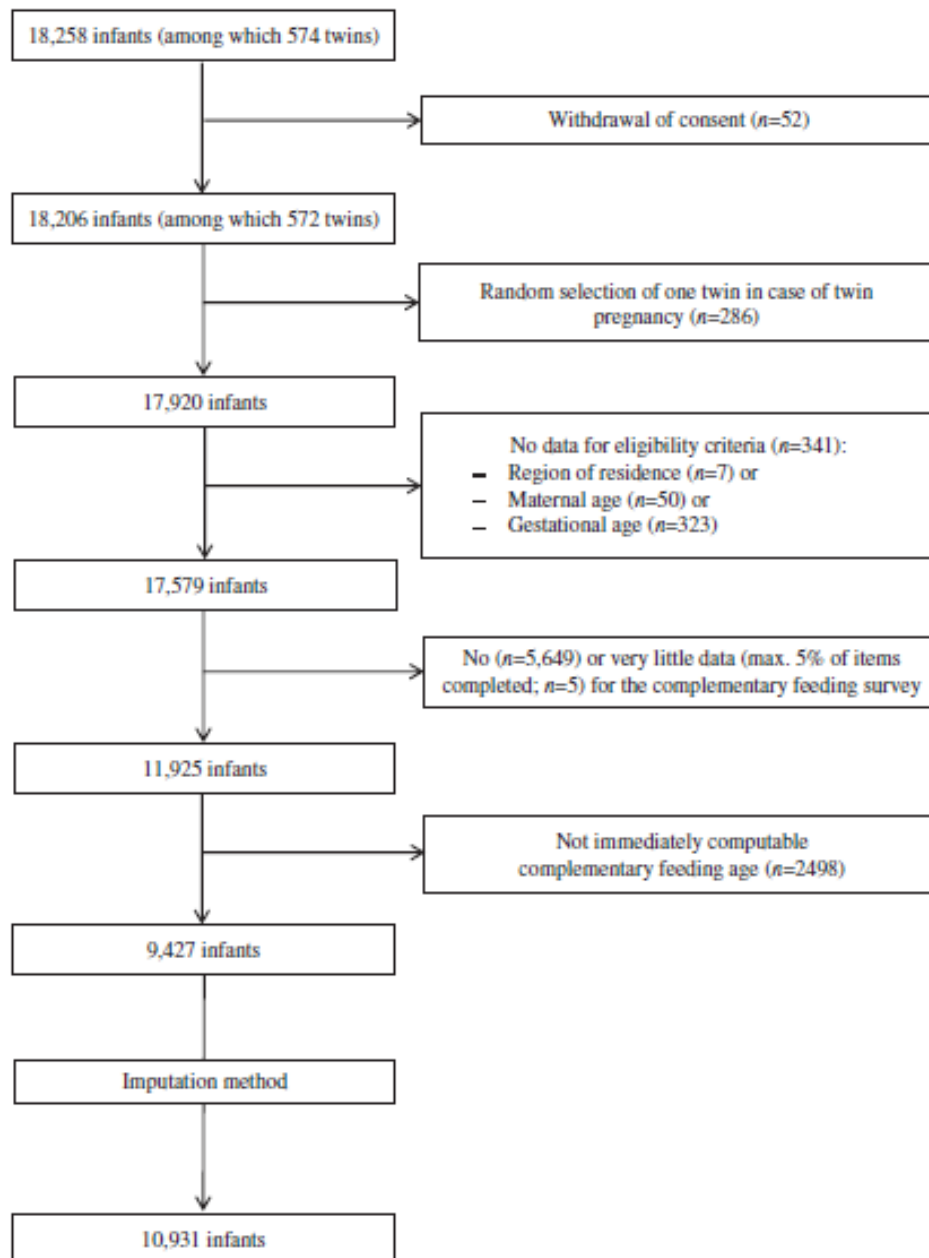 18,258 infants (among which 574 twins)
Withdrawal of consent (n=52)
18,206 infants (among which 572 twins)
Random selection of one twin in case of twin
pregnancy (n=286)
17,920 infants
No data for eligibility criteria (n=341):
– Region of residence (n=7) or
– Maternal age (n=50) or
– Gestational age (n=323)
17,579 infants
No (n=5,649) or very little data (max. 5% of items
completed; n=5) for the complementary feeding survey
11,925 infants
Not immediately computable
complementary feeding age (n=2498)
9,427 infants
Imputation method
10,931 infants